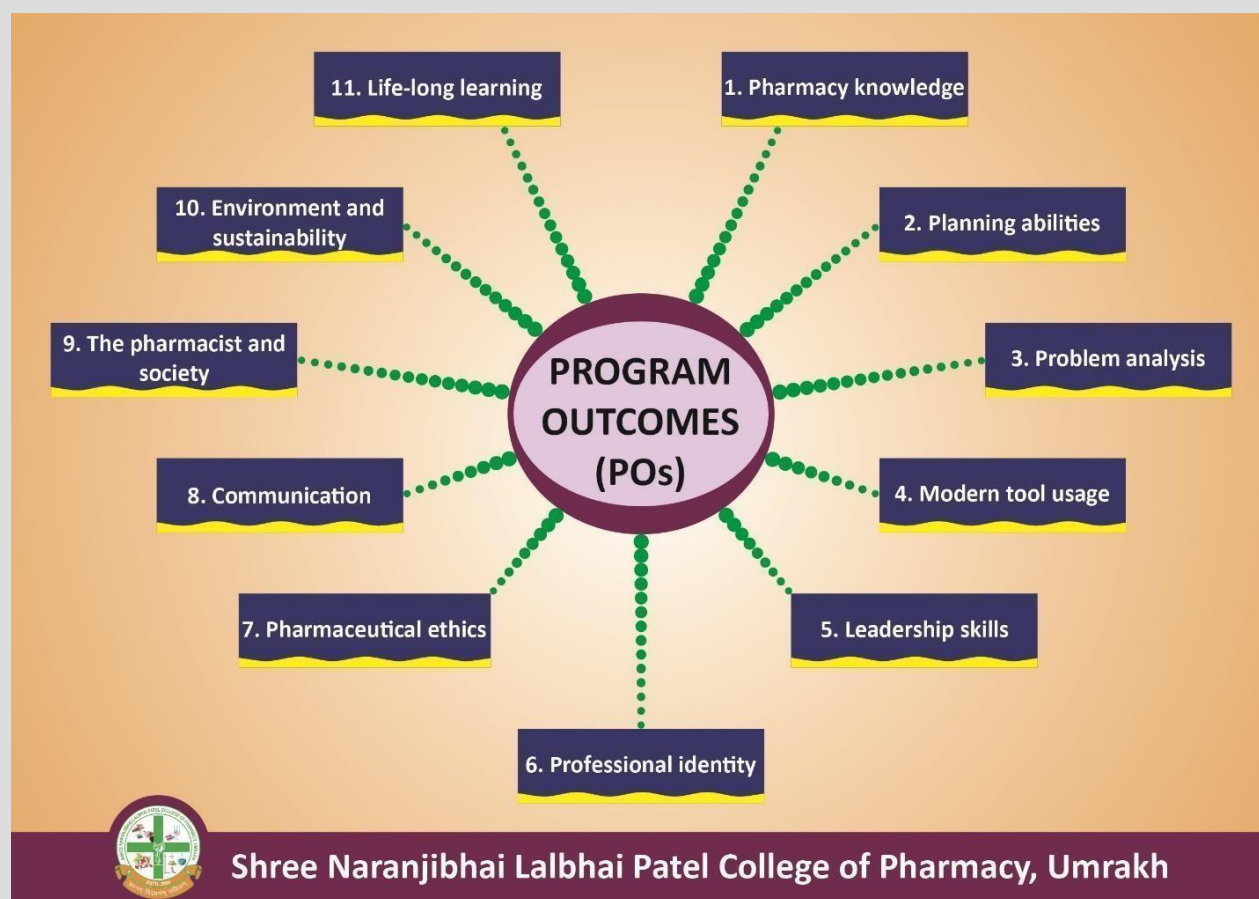 PROGRAM
OUTCOMES
(POs)
1. Pharmacy knowledge
2. Planning abilities
3. Problem analysis
4. Modern tool usage
5. Leadership skills
6. Professional identity
7. Pharmaceutical ethics
8. Communication
9. The pharmacist and
society
10. Environment and
sustainability
11. Life-long learning
Shree Naranjibhai Lalbhai Patel College of Pharmacy, Umrakh